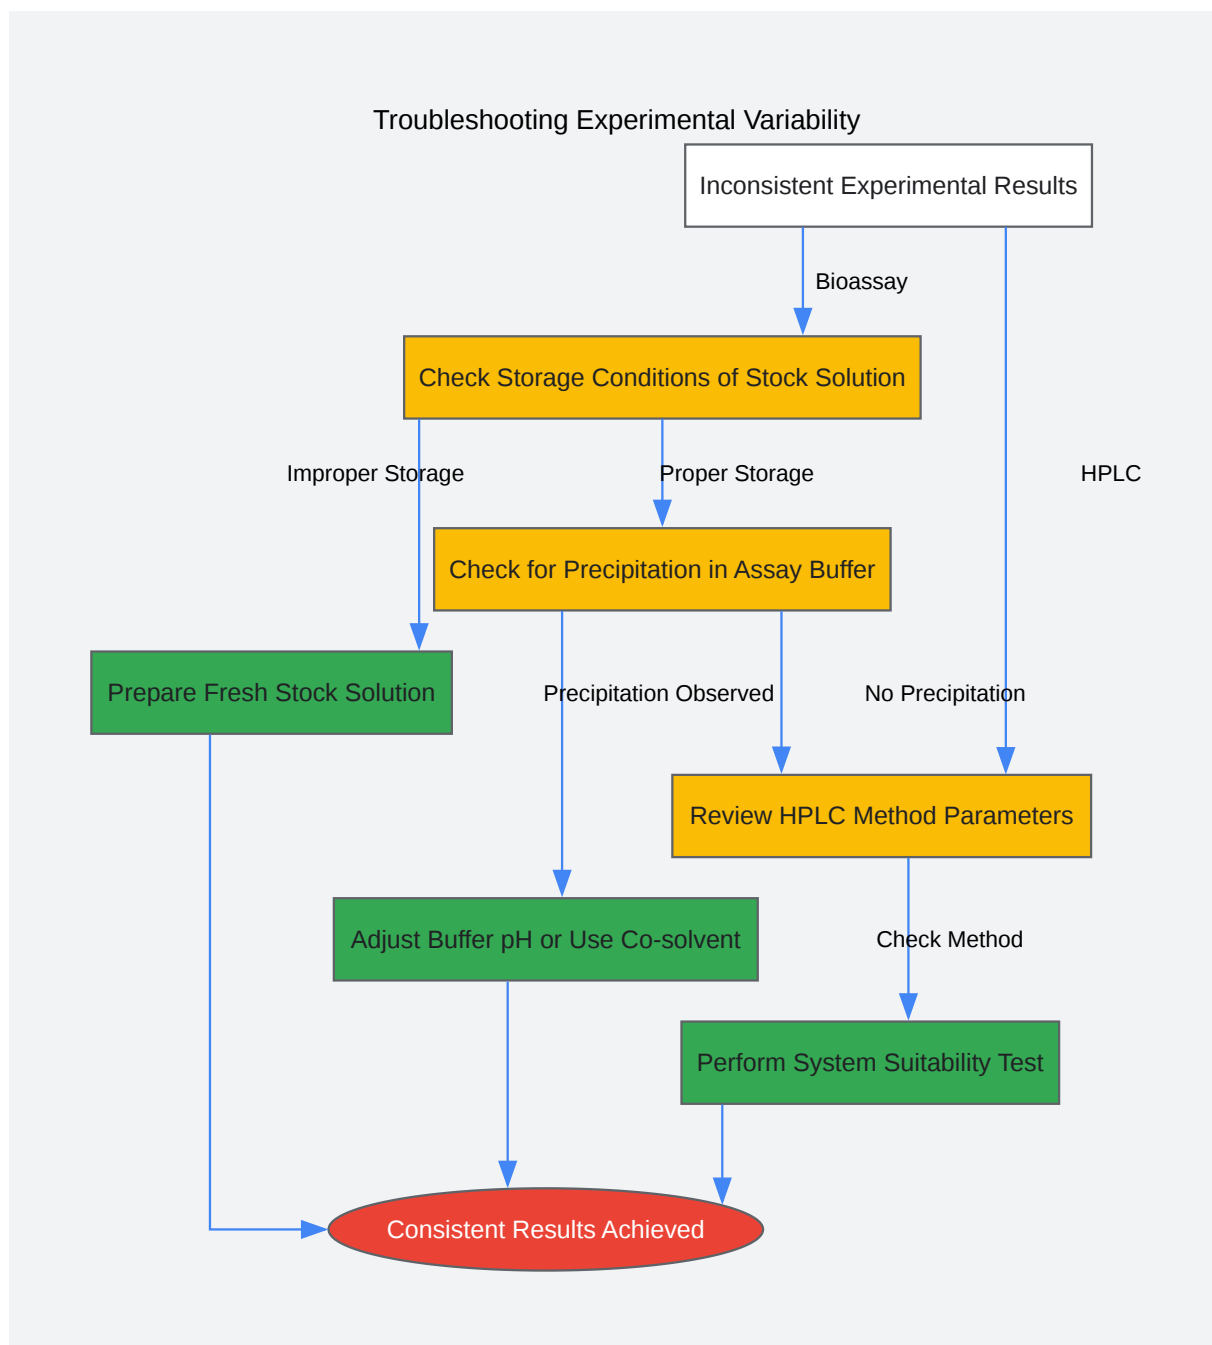 Troubleshooting Experimental Variability
Inconsistent Experimental Results
Bioassay
Check Storage Conditions of Stock Solution
Improper Storage
Proper Storage
HPLC
Check for Precipitation in Assay Buffer
Prepare Fresh Stock Solution
Precipitation Observed
No Precipitation
Review HPLC Method Parameters
Adjust Buffer pH or Use Co-solvent
Check Method
Perform System Suitability Test
Consistent Results Achieved